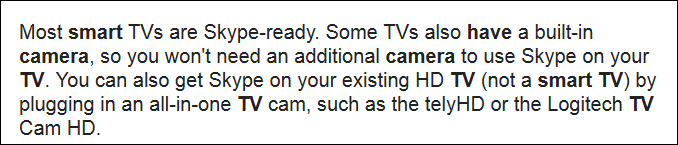 Most smart TVs are Skype-ready. Some TVs also have a built-in
camera, so you won't need an additional camera to use Skype on your
TV. You can also get Skype on your existing HD TV (not a smart TV) by
plugging in an all-in-one TV cam, such as the telyHD or the Logitech TV
Cam HD.